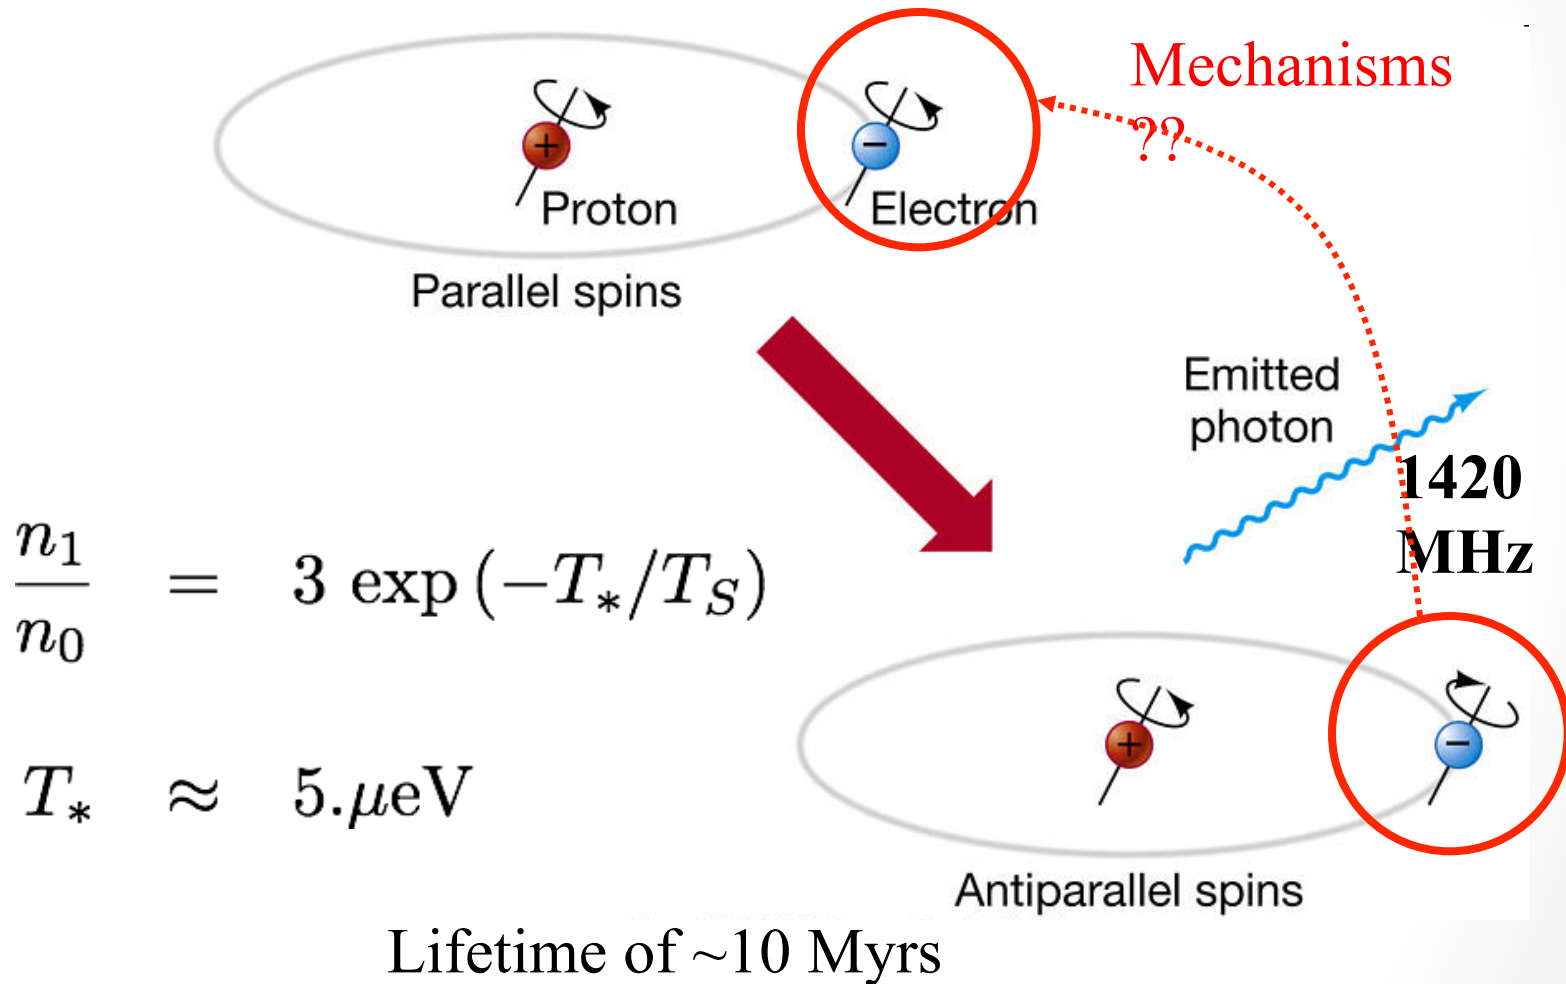 Mechanisms
??
+
−
Proton
Electron
Parallel spins
Emitted
photon
1420
MHz
n₁/n₀ = 3 exp (−T∗/T_S)
T∗ ≈ 5.μeV
+
−
Antiparallel spins
Lifetime of ~10 Myrs